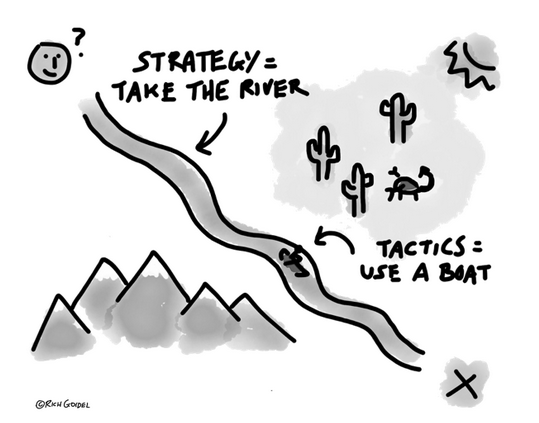 ?
STRATEGY =
TAKE THE RIVER
TACTICS =
USE A BOAT
©RICH GOIDEL